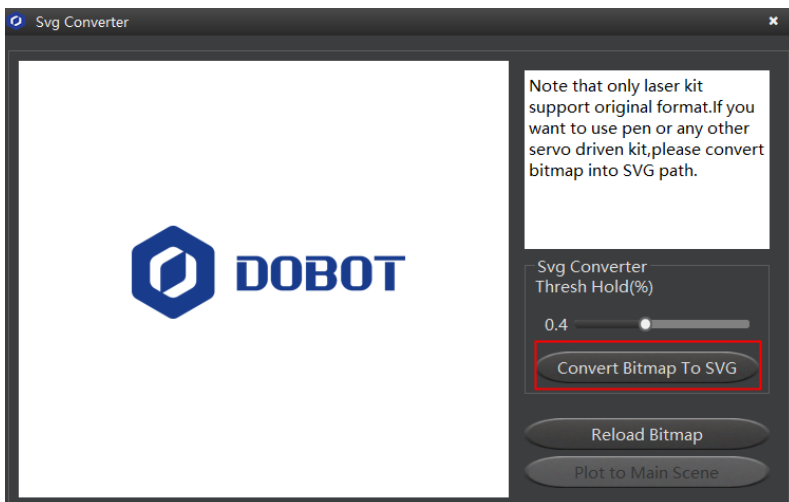 Svg Converter
DOBOT
Note that only laser kit
support original format.If you
want to use pen or any other
servo driven kit,please convert
bitmap into SVG path.
Svg Converter
Thresh Hold(%)
0.4
Convert Bitmap To SVG
Reload Bitmap
Plot to Main Scene